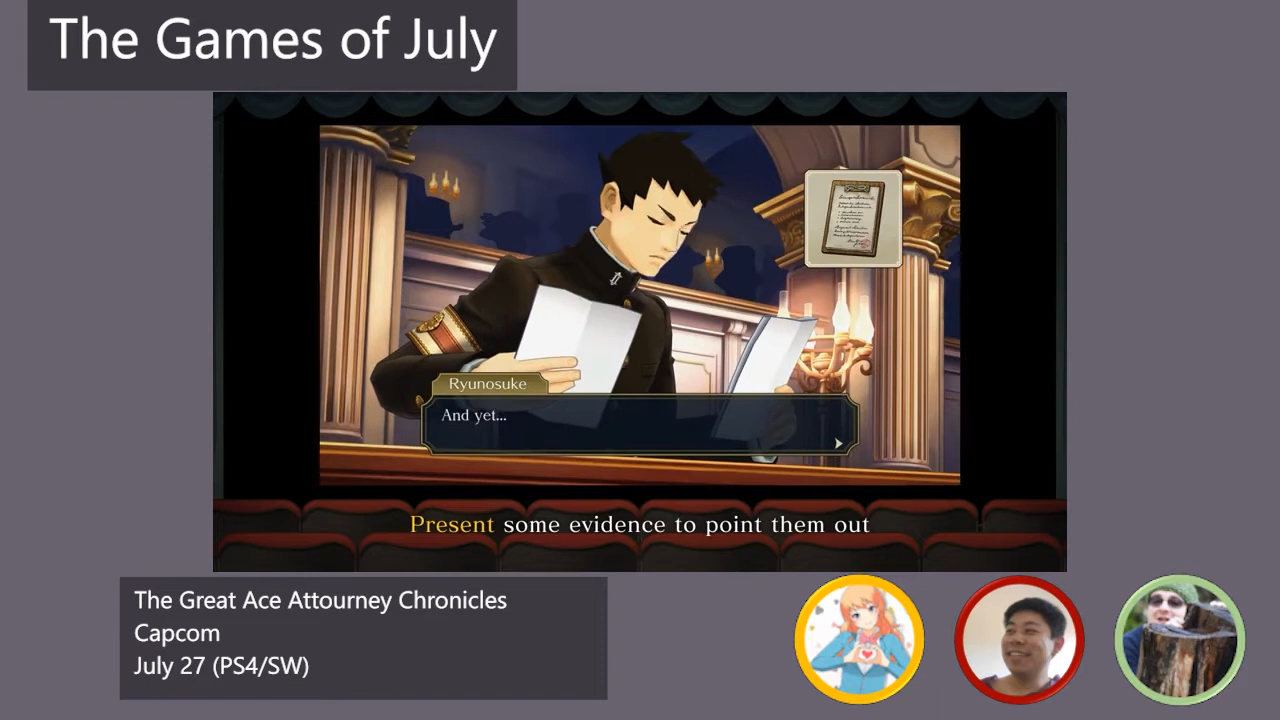 The Games of July
Ryunosuke
And yet...
Present some evidence to point them out
The Great Ace Attourney Chronicles
Capcom
July 27 (PS4/SW)